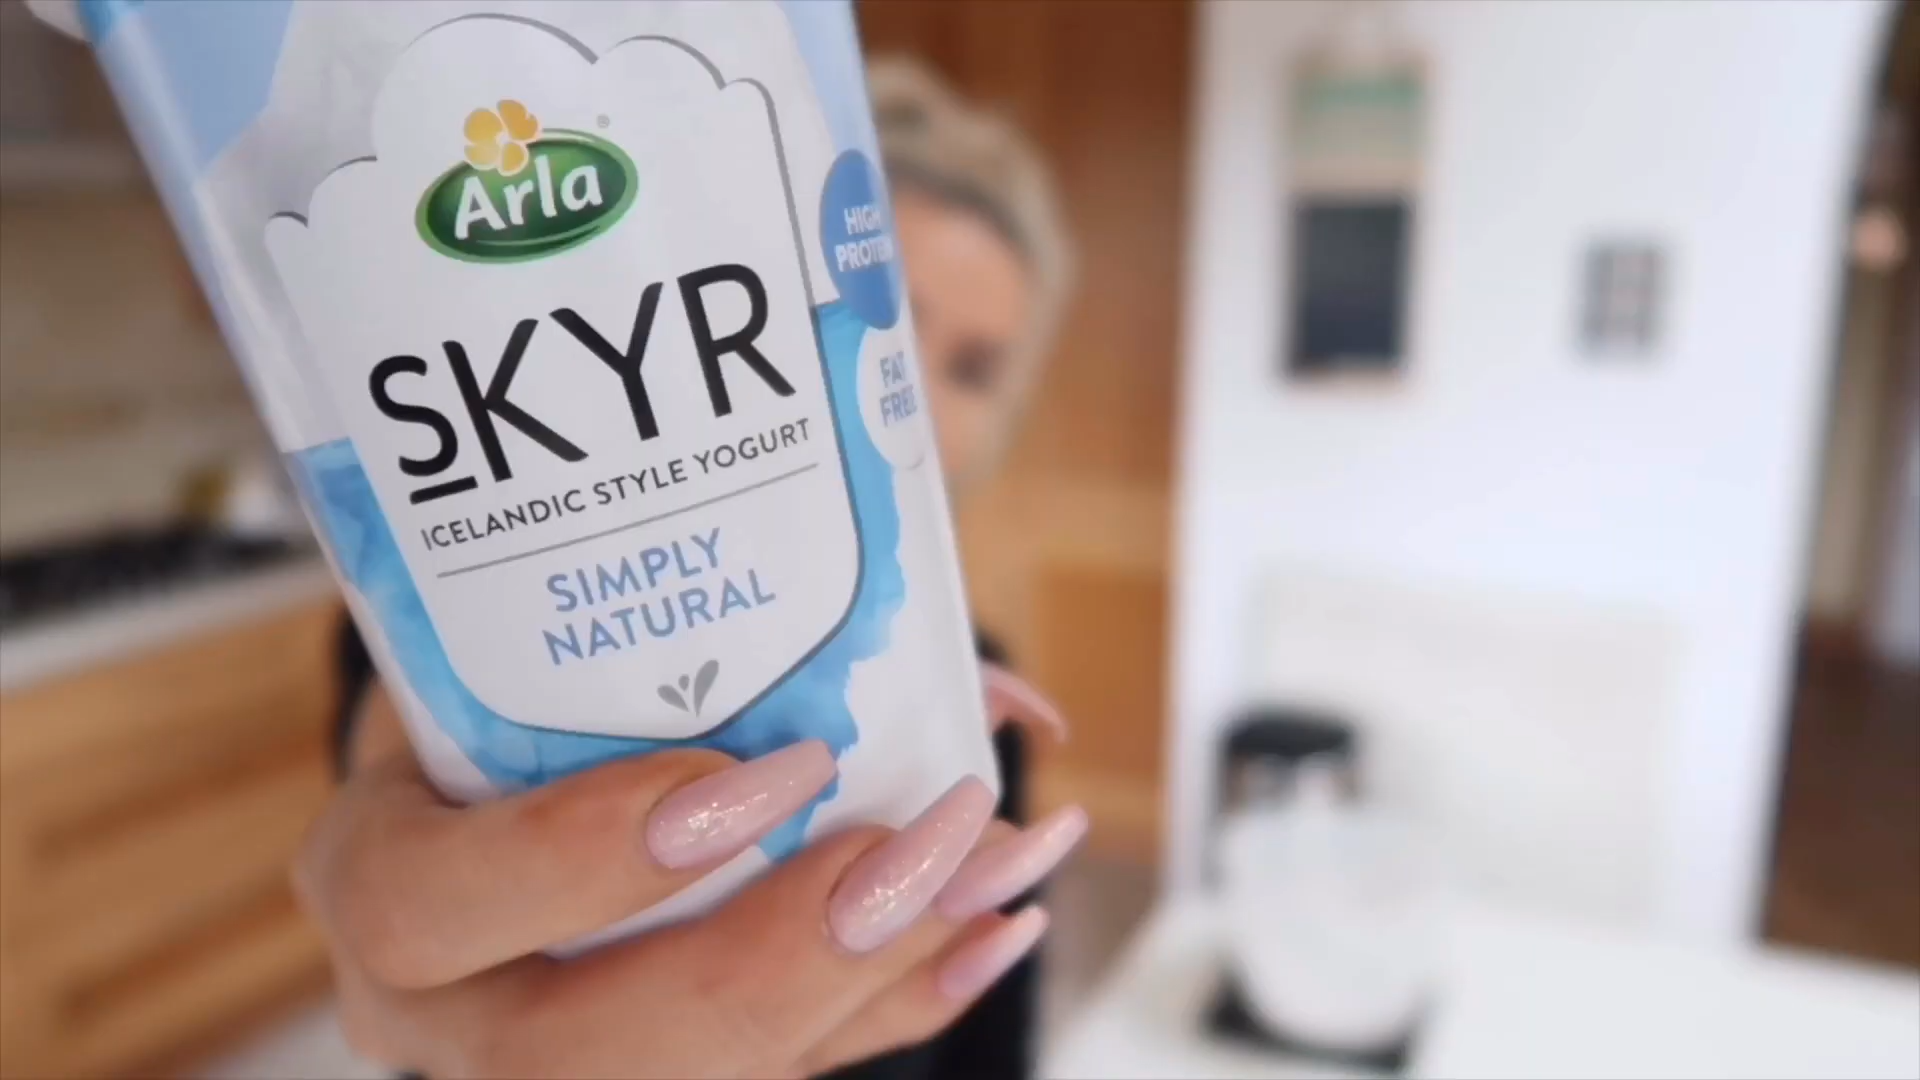 Arla®
SKYR
ICELANDIC STYLE YOGURT
SIMPLY
NATURAL
HIGH
PROTEIN
FAT
FREE